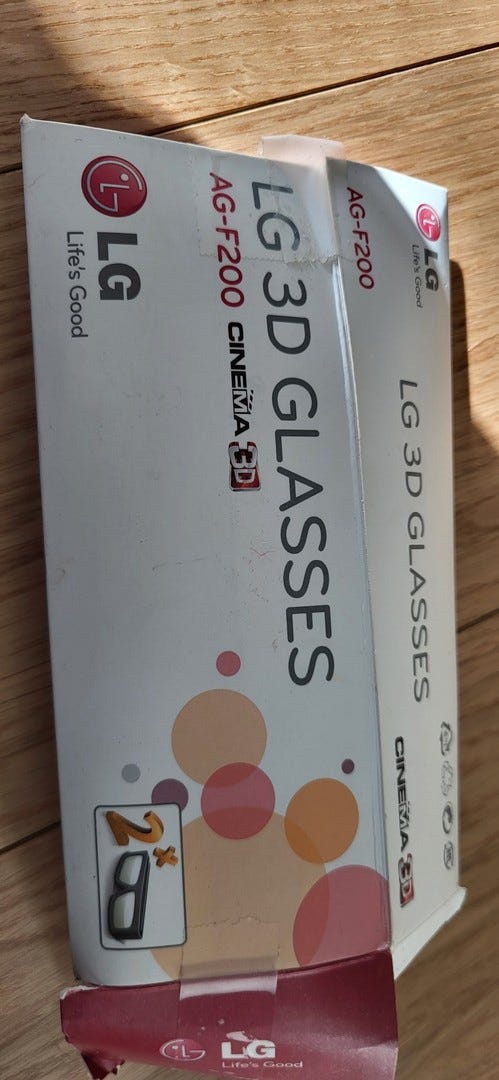 LG
Life's Good
LG 3D GLASSES
AG-F200 CINEMA 3D
2x
LG
Life's Good
AG-F200
LG 3D GLASSES
CINEMA 3D
LG
Life's Good